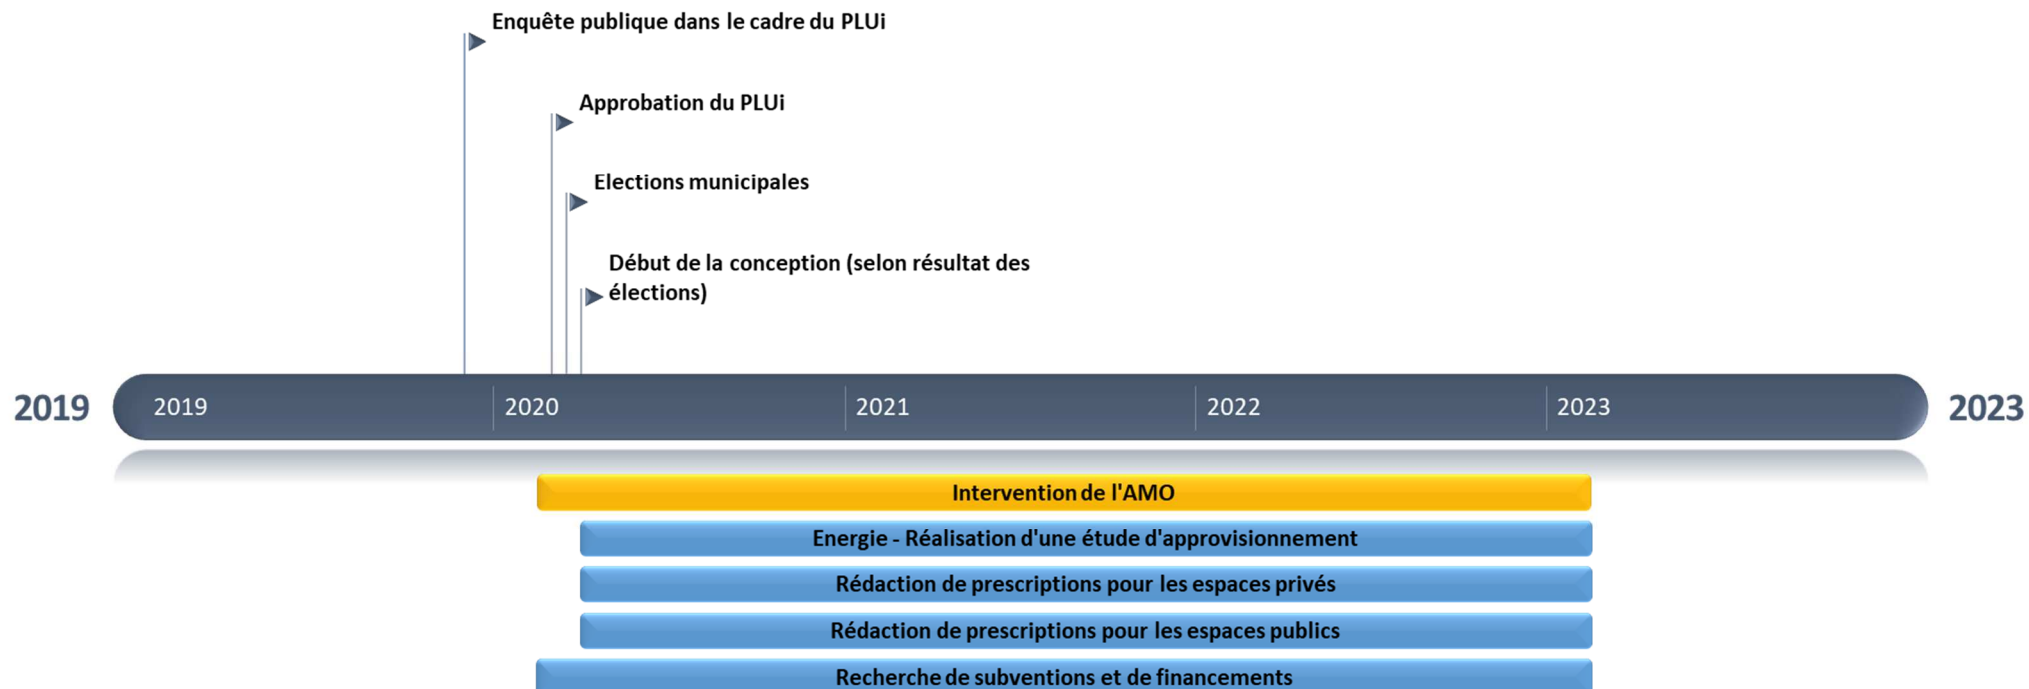 Enquête publique dans le cadre du PLUi
Approbation du PLUi
Elections municipales
Début de la conception (selon résultat des
élections)
2019
2019
2020
2021
2022
2023
2023
Intervention de l'AMO
Energie - Réalisation d'une étude d'approvisionnement
Rédaction de prescriptions pour les espaces privés
Rédaction de prescriptions pour les espaces publics
Recherche de subventions et de financements